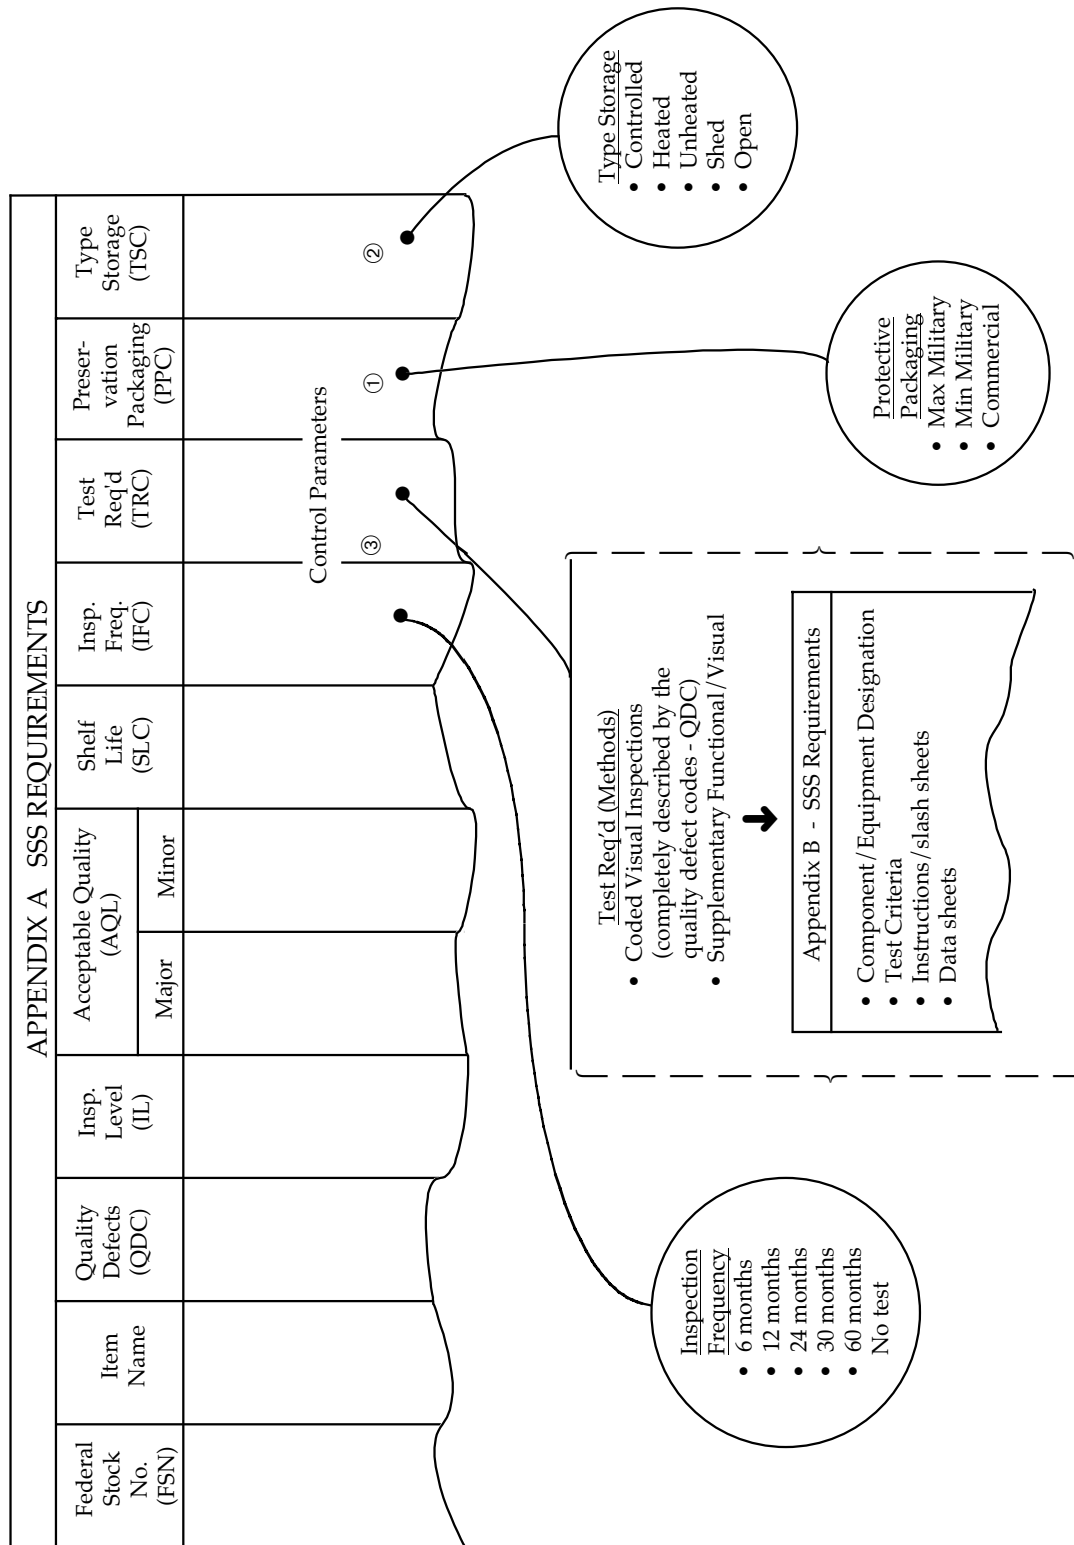 APPENDIX A   SSS REQUIREMENTS
Federal
Stock
No.
(FSN)
Item
Name
Quality
Defects
(QDC)
Insp.
Level
(IL)
Acceptable Quality
(AQL)
Major
Minor
Shelf
Life
(SLC)
Insp.
Freq.
(IFC)
Test
Req'd
(TRC)
Preser-
vation
Packaging
(PPC)
Type
Storage
(TSC)
Control Parameters
③
①
②
Inspection
Frequency
• 6 months
• 12 months
• 24 months
• 30 months
• 60 months
No test
Test Req'd (Methods)
• Coded Visual Inspections
(completely described by the
quality defect codes - QDC)
• Supplementary Functional/Visual
Appendix B - SSS Requirements
• Component/Equipment Designation
• Test Criteria
• Instructions/slash sheets
• Data sheets
Protective
Packaging
• Max Military
• Min Military
• Commercial
Type Storage
• Controlled
• Heated
• Unheated
• Shed
• Open